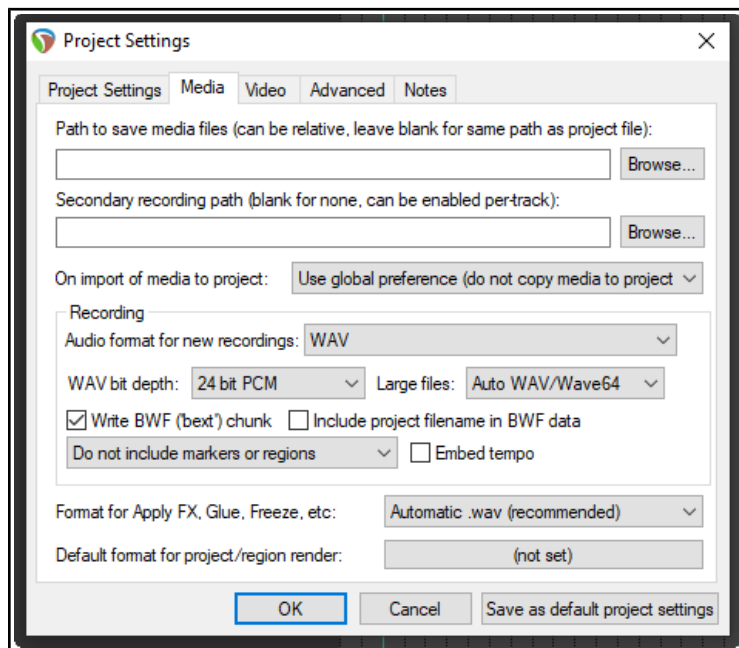 Project Settings
Project Settings Media Video Advanced Notes
Path to save media files (can be relative, leave blank for same path as project file):
Browse...
Secondary recording path (blank for none, can be enabled per-track):
Browse...
On import of media to project: Use global preference (do not copy media to project
Recording
Audio format for new recordings: WAV
WAV bit depth: 24 bit PCM Large files: Auto WAV/Wave64
Write BWF ('bext') chunk Include project filename in BWF data
Do not include markers or regions Embed tempo
Format for Apply FX, Glue, Freeze, etc: Automatic .wav (recommended)
Default format for project/region render: (not set)
OK Cancel Save as default project settings